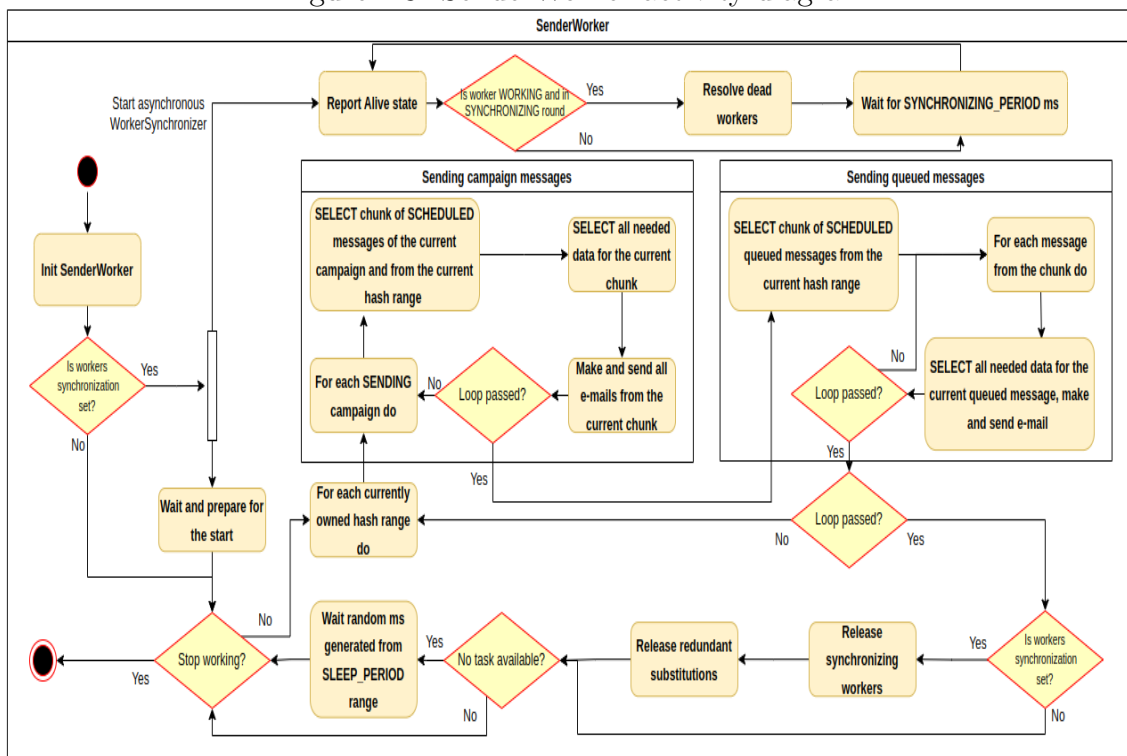 SenderWorker
Start asynchronous
WorkerSynchronizer
Report Alive state
Is worker WORKING and in
SYNCHRONIZING round
Yes
No
Resolve dead
workers
Wait for SYNCHRONIZING_PERIOD ms
Init SenderWorker
Is workers
synchronization
set?
Yes
No
Wait and prepare for
the start
Sending campaign messages
SELECT chunk of SCHEDULED
messages of the current
campaign and from the current
hash range
SELECT all needed
data for the current
chunk
For each SENDING
campaign do
No
Loop passed?
Make and send all
e-mails from the
current chunk
Yes
Sending queued messages
SELECT chunk of SCHEDULED
queued messages from the
current hash range
For each message
from the chunk do
No
Loop passed?
SELECT all needed data for the
current queued message, make
and send e-mail
Yes
For each currently
owned hash range
do
Loop passed?
No
Yes
Stop working?
No
Yes
Wait random ms
generated from
SLEEP_PERIOD
range
Yes
No task available?
No
Release redundant
substitutions
Release
synchronizing
workers
Yes
Is workers
synchronization
set?
No